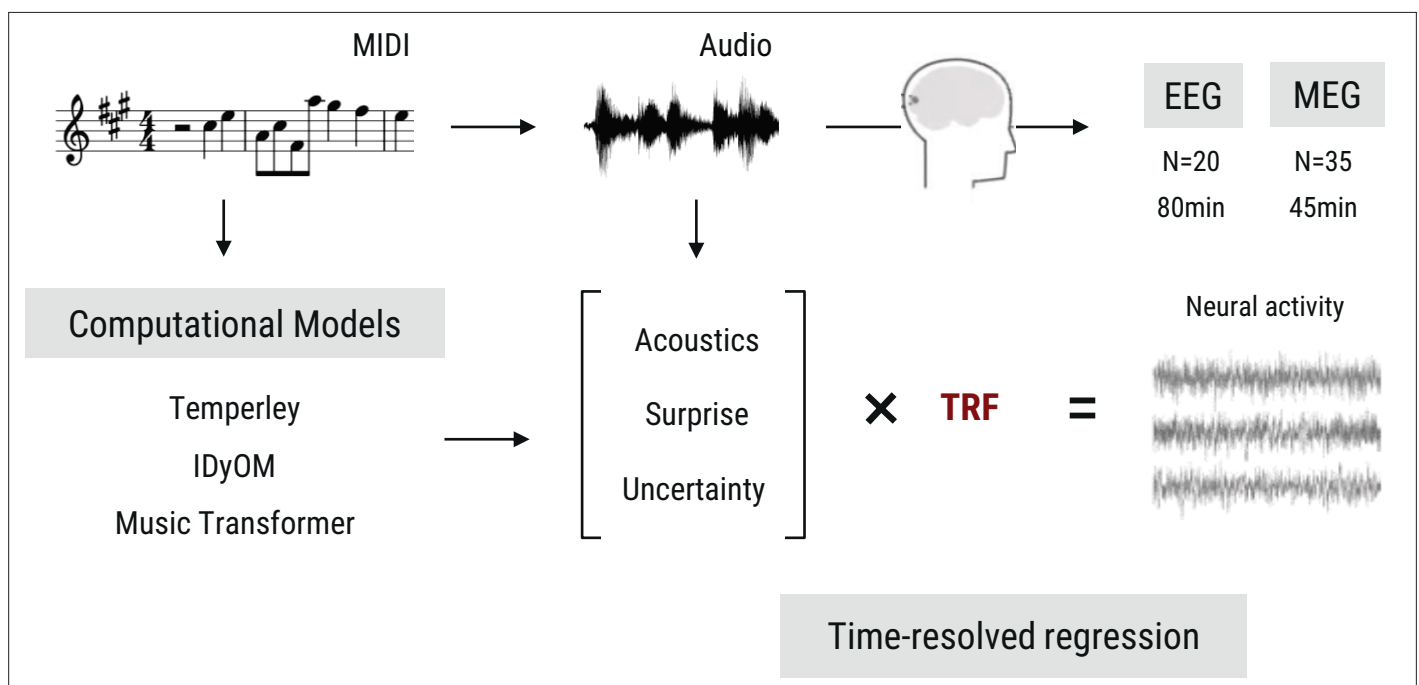 MIDI
Audio
EEG
MEG
N=20
N=35
80min
45min
Computational Models
Temperley
IDyOM
Music Transformer
Acoustics
Surprise
Uncertainty
× TRF =
Neural activity
Time-resolved regression